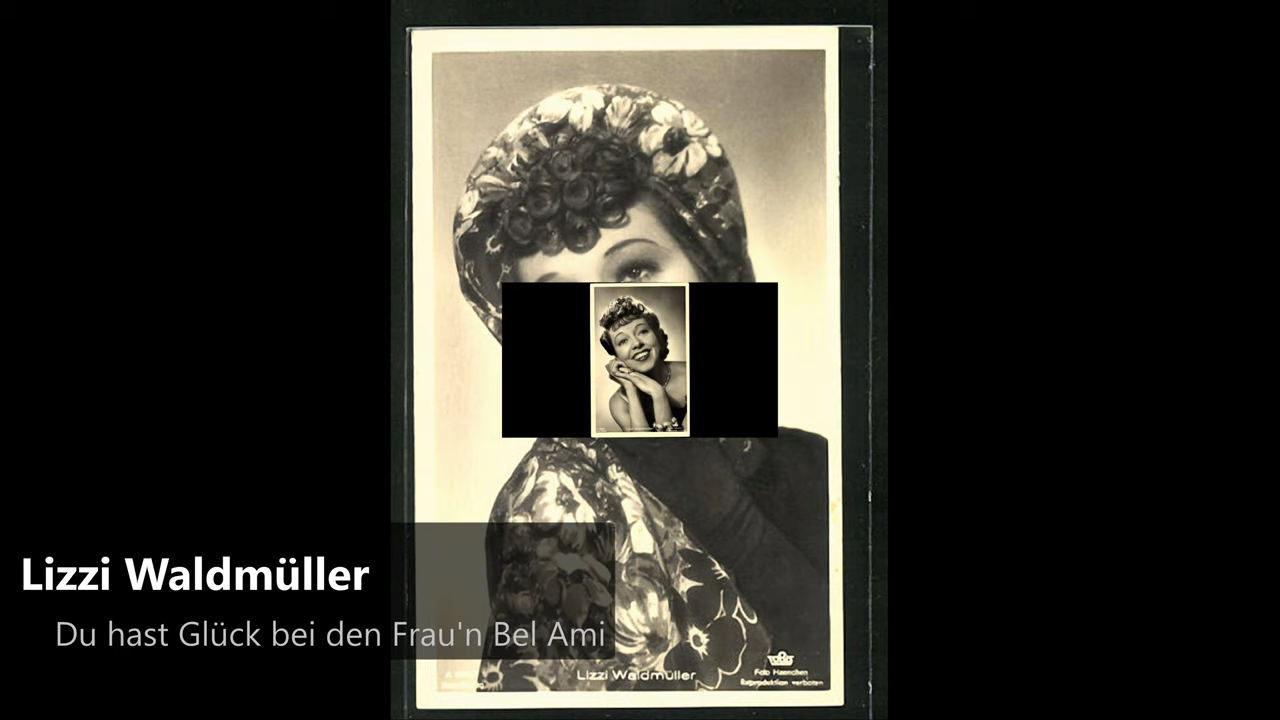 Lizzi Waldmüller
Du hast Glück bei den Frau'n Bel Ami
Lizzi Waldmüller
Foto Haenchen
Reproduktion verboten